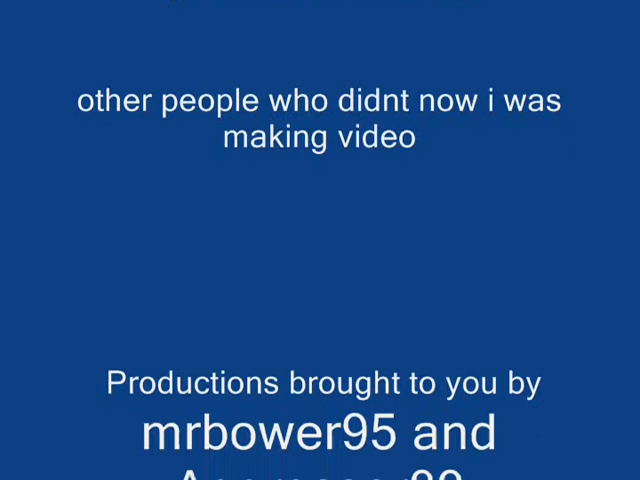 other people who didnt now i was
making video
Productions brought to you by
mrbower95 and